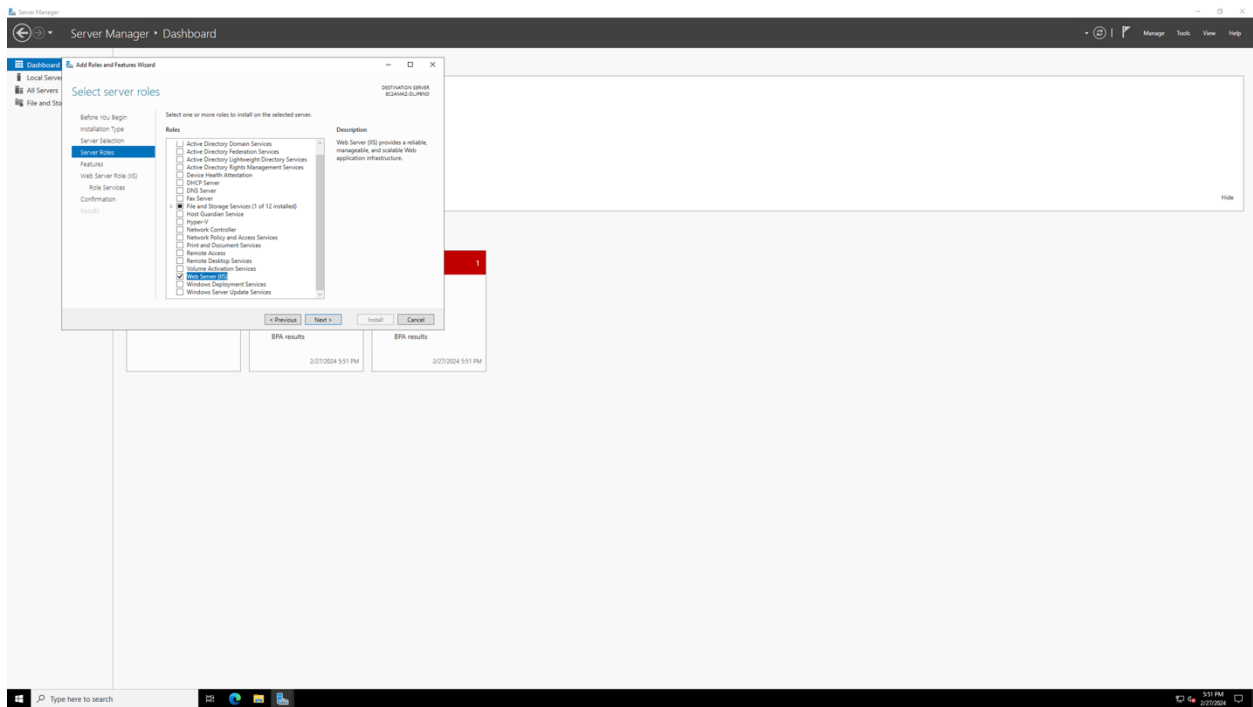 Server Manager
Server Manager • Dashboard
Manage Tools View Help
Dashboard
Local Serve
All Servers
File and Sto
Add Roles and Features Wizard
Select server roles
DESTINATION SERVER
Before You Begin
Installation Type
Server Selection
Server Roles
Features
Web Server Role (IIS)
Role Services
Confirmation
Results
Select one or more roles to install on the selected server.
Roles
Active Directory Domain Services
Active Directory Federation Services
Active Directory Lightweight Directory Services
Active Directory Rights Management Services
Device Health Attestation
DHCP Server
DNS Server
Fax Server
File and Storage Services (1 of 12 installed)
Host Guardian Service
Hyper-V
Network Controller
Network Policy and Access Services
Print and Document Services
Remote Access
Remote Desktop Services
Volume Activation Services
Web Server (IIS)
Windows Deployment Services
Windows Server Update Services
Description
Web Server (IIS) provides a reliable,
manageable, and scalable Web
application infrastructure.
< Previous Next > Install Cancel
Hide
1
BPA results
2/27/2024 5:51 PM
BPA results
2/27/2024 5:51 PM
Type here to search
5:51 PM
2/27/2024